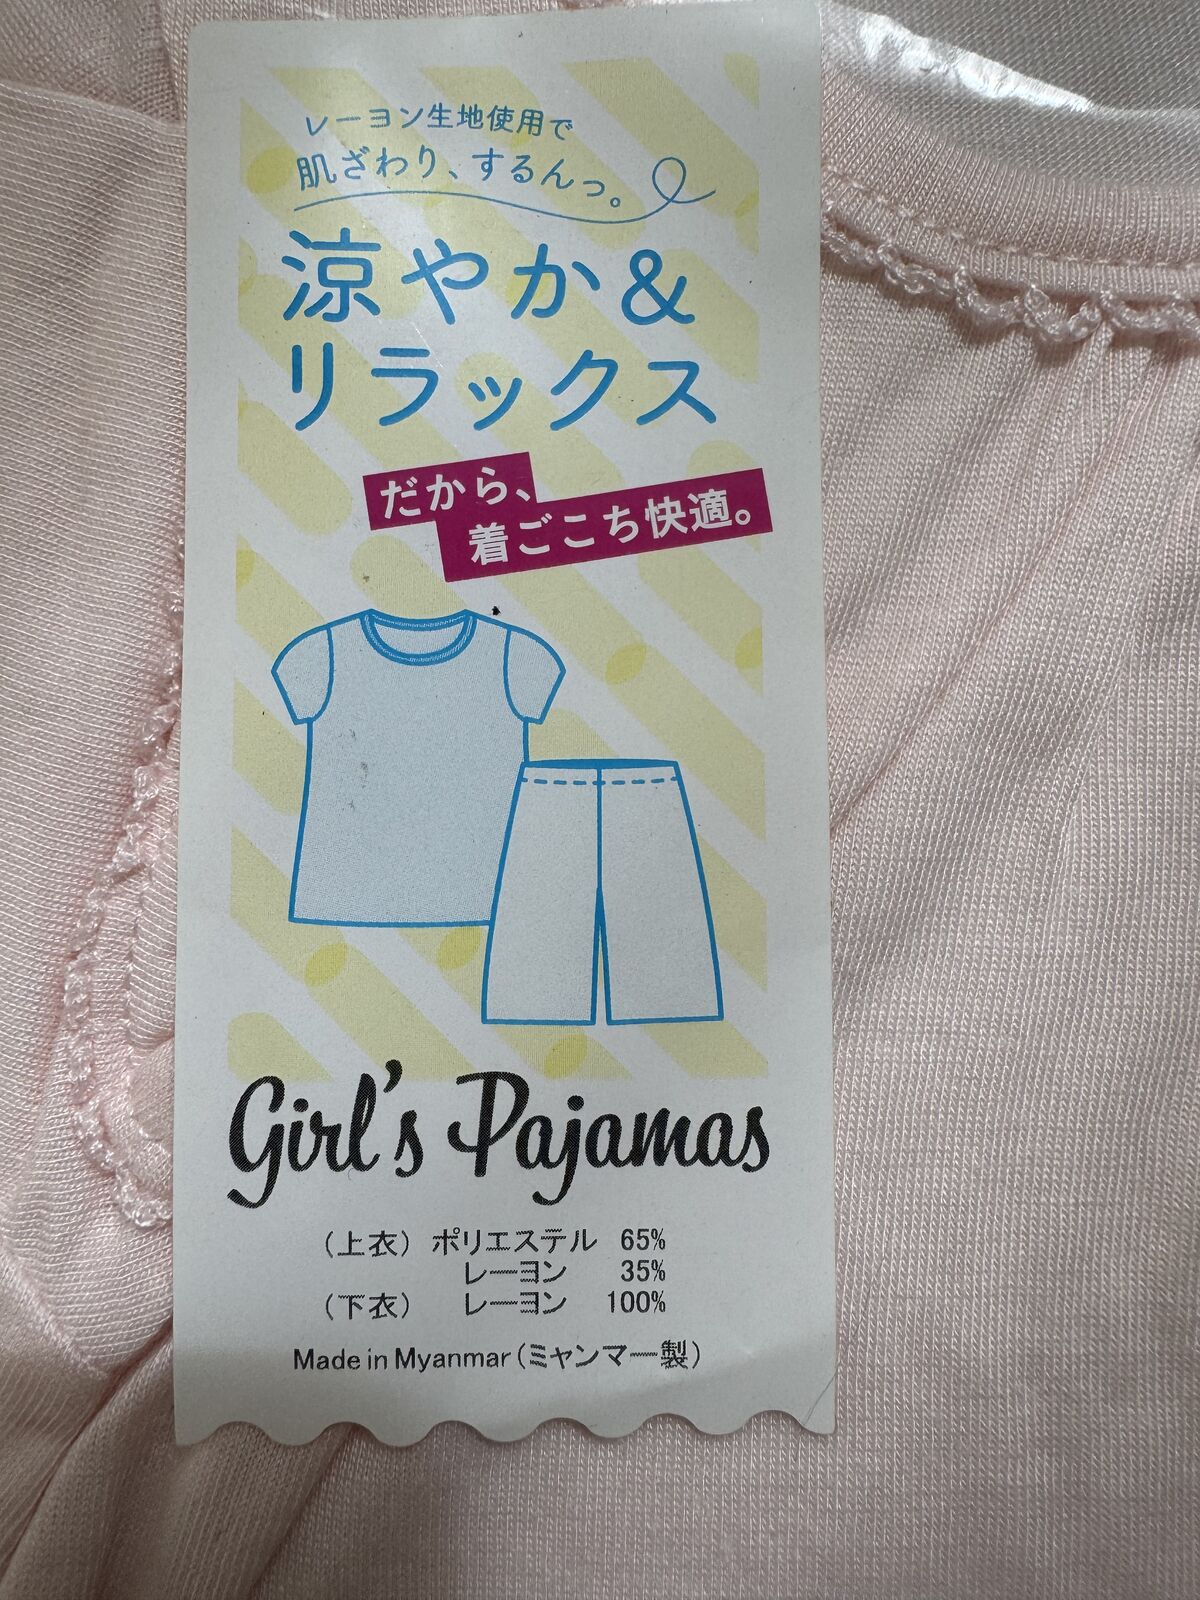 レーヨン生地使用で
肌ざわり、するんっ。
涼やか&
リラックス
だから、
着ごこち快適。
Girl's Pajamas
（上衣） ポリエステル 65%
レーヨン 35%
（下衣） レーヨン 100%
Made in Myanmar（ミャンマー製）